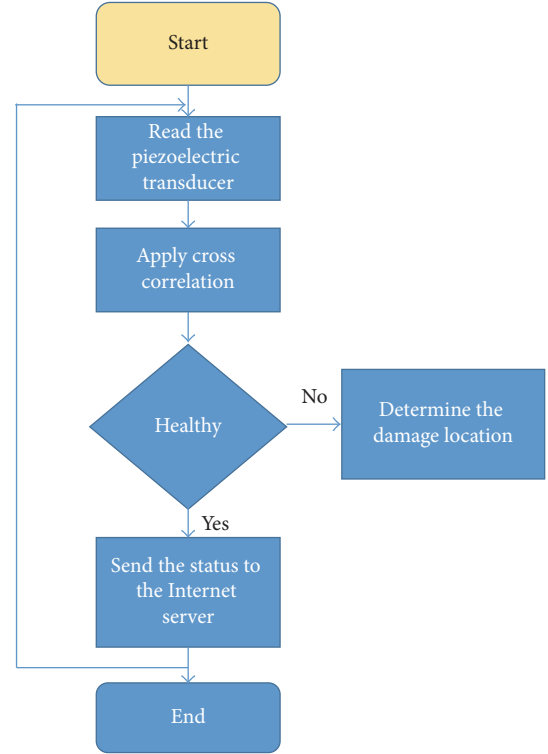 Start
Read the
piezoelectric
transducer
Apply cross
correlation
Healthy
No
Determine the
damage location
Yes
Send the status to
the Internet
server
End